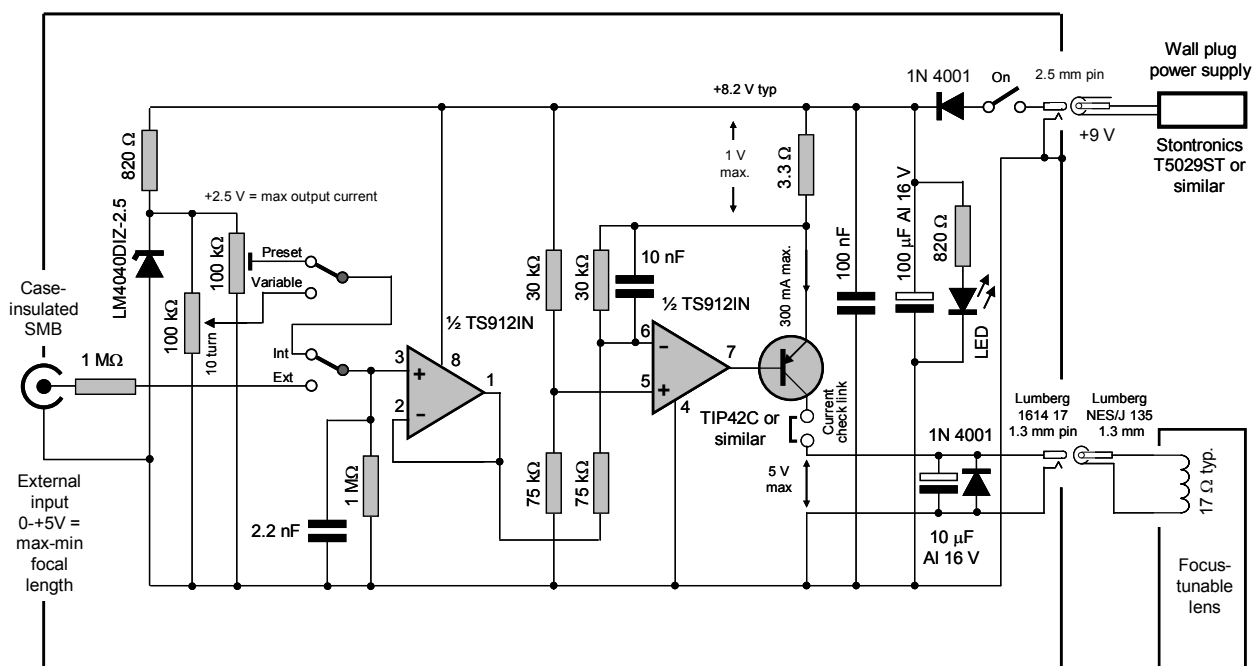 Wall plug
power supply
1N 4001
On
2.5 mm pin
+8.2 V typ
+9 V
Stontronics
T5029ST or
similar
820 Ω
1 V
max.
3.3 Ω
+2.5 V = max output current
LM4040DIZ-2.5
100 kΩ
Preset
Variable
100 kΩ
10 turn
30 kΩ
30 kΩ
10 nF
300 mA max.
100 nF
100 µF Al 16 V
820 Ω
LED
Case-
insulated
SMB
1 MΩ
Int
Ext
½ TS912IN
3
8
1
2
+
−
½ TS912IN
6
5
7
4
−
+
TIP42C or
similar
Current
check link
Lumberg
1614 17
1.3 mm pin
Lumberg
NES/J 135
1.3 mm
1N 4001
5 V
max
17 Ω typ.
External
input
0-+5V =
max-min
focal
length
2.2 nF
1 MΩ
75 kΩ
75 kΩ
10 µF
Al 16 V
Focus-
tunable
lens